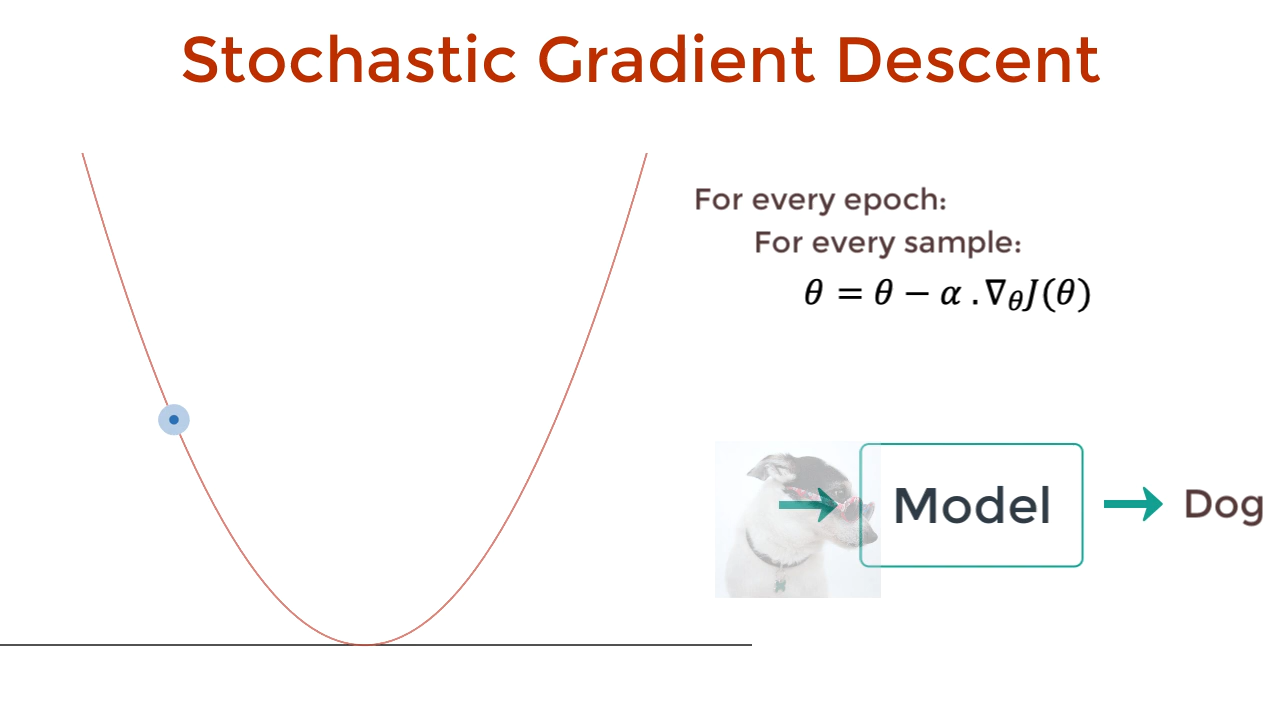 Stochastic Gradient Descent
For every epoch:
For every sample:
θ = θ − α .∇θJ(θ)
Model
Dog